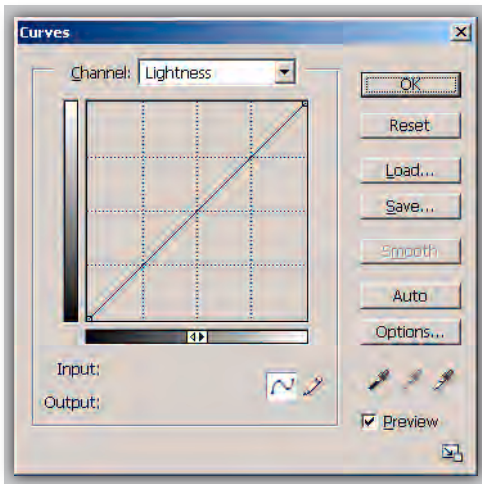 Curves
Channel: Lightness
OK
Reset
Load...
Save...
Smooth
Auto
Options...
Input:
Output:
Preview